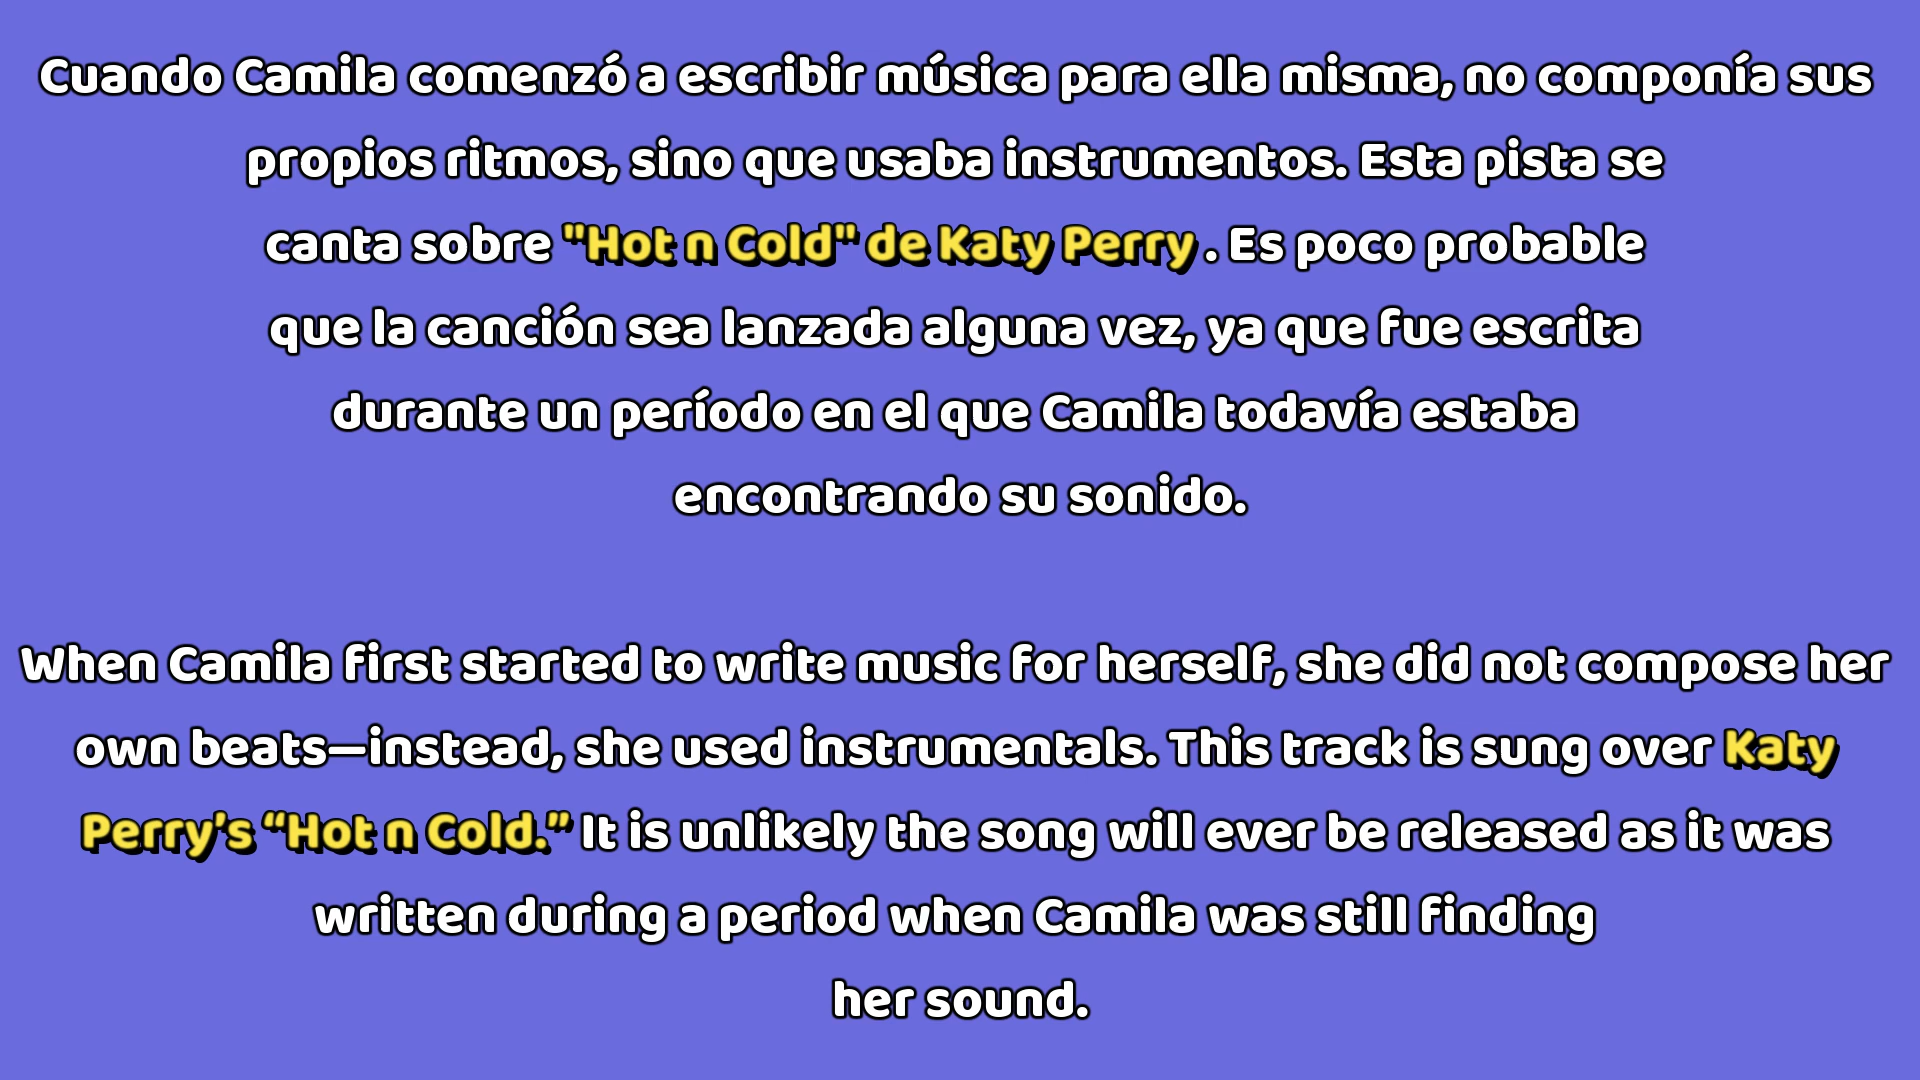 Cuando Camila comenzó a escribir música para ella misma, no componía sus
propios ritmos, sino que usaba instrumentos. Esta pista se
canta sobre "Hot n Cold" de Katy Perry . Es poco probable
que la canción sea lanzada alguna vez, ya que fue escrita
durante un período en el que Camila todavía estaba
encontrando su sonido.
When Camila first started to write music for herself, she did not compose her
own beats—instead, she used instrumentals. This track is sung over Katy
Perry’s “Hot n Cold.” It is unlikely the song will ever be released as it was
written during a period when Camila was still finding
her sound.